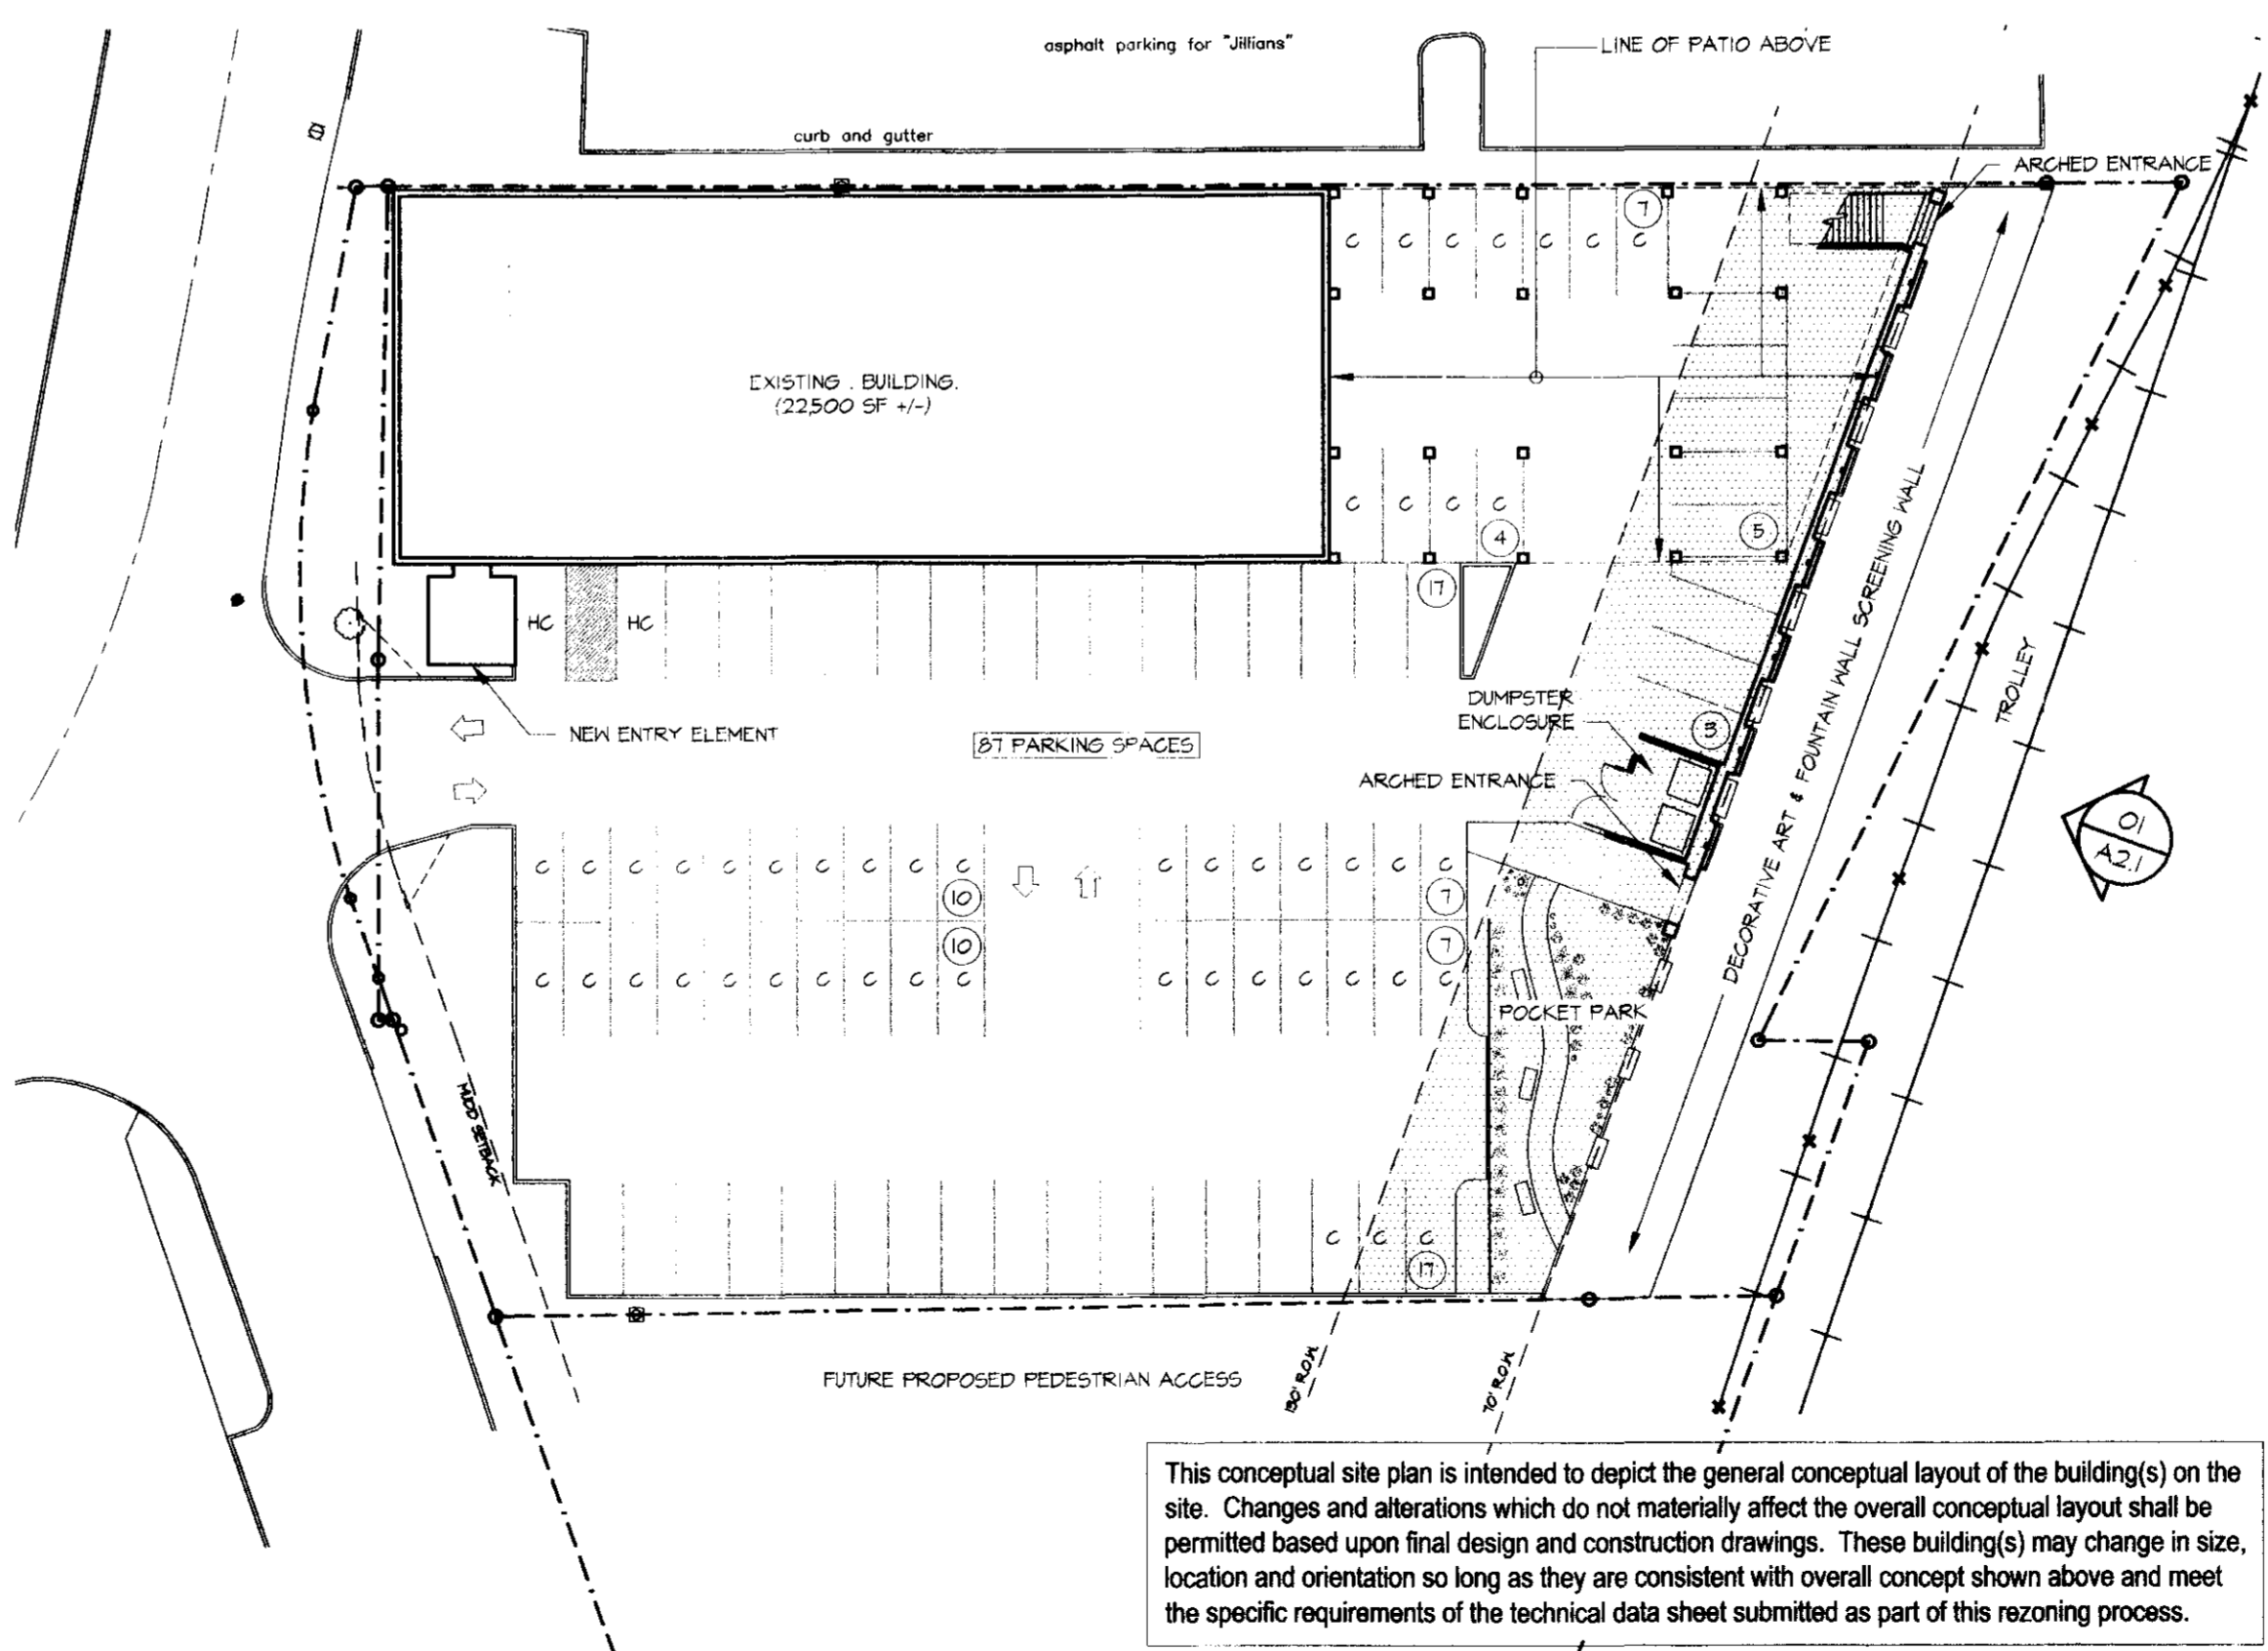 asphalt parking for "Jillians"
LINE OF PATIO ABOVE
curb and gutter
ARCHED ENTRANCE
7
C C C C C C C
EXISTING . BUILDING.
(22,500 SF +/-)
C C C C
4
5
17
HC HC
DECORATIVE ART & FOUNTAIN WALL SCREENING WALL
TROLLEY
DUMPSTER
ENCLOSURE
3
NEW ENTRY ELEMENT
87 PARKING SPACES
ARCHED ENTRANCE
01
A2.1
C C C C C C C C C C
C C C C C C C
10
7
10
7
C C C C C C C C C C
C C C C C C C
POCKET PARK
MUDD SETBACK
C C C
17
FUTURE PROPOSED PEDESTRIAN ACCESS
130' ROW
70' ROW
This conceptual site plan is intended to depict the general conceptual layout of the building(s) on the
site. Changes and alterations which do not materially affect the overall conceptual layout shall be
permitted based upon final design and construction drawings. These building(s) may change in size,
location and orientation so long as they are consistent with overall concept shown above and meet
the specific requirements of the technical data sheet submitted as part of this rezoning process.